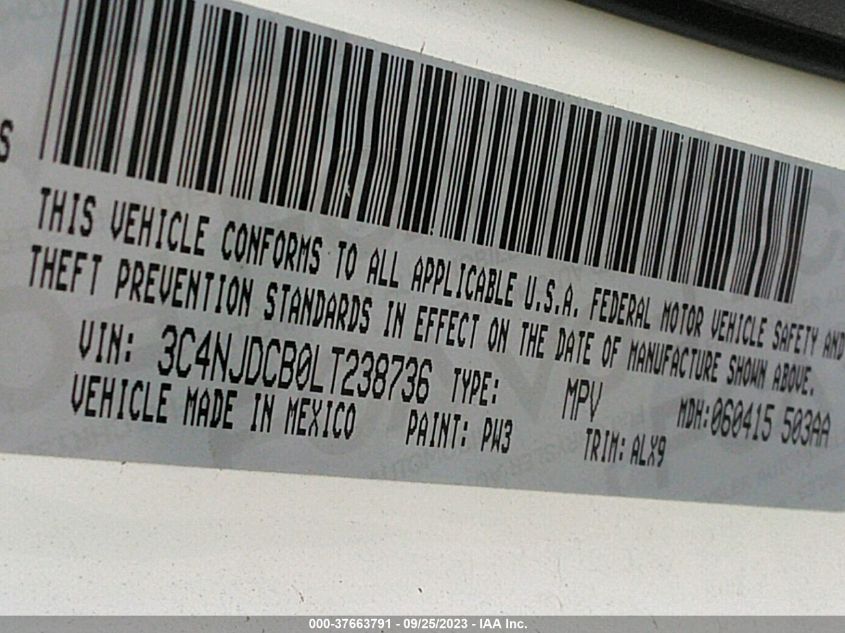 S
THIS VEHICLE CONFORMS TO ALL APPLICABLE U.S.A. FEDERAL MOTOR VEHICLE SAFETY AND
THEFT PREVENTION STANDARDS IN EFFECT ON THE DATE OF MANUFACTURE SHOWN ABOVE.
VIN: 3C4NJDCB0LT238736 TYPE: MPV MDH: 060415 503AA
VEHICLE MADE IN MEXICO PAINT: PW3 TRIM: ALX9
000-37663791 - 09/25/2023 - IAA Inc.